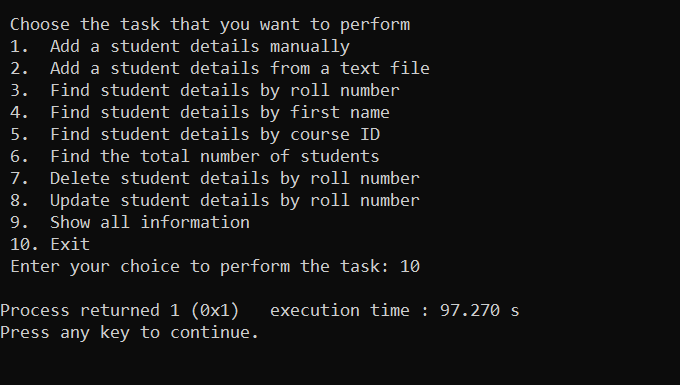 Choose the task that you want to perform
1.  Add a student details manually
2.  Add a student details from a text file
3.  Find student details by roll number
4.  Find student details by first name
5.  Find student details by course ID
6.  Find the total number of students
7.  Delete student details by roll number
8.  Update student details by roll number
9.  Show all information
10. Exit
Enter your choice to perform the task: 10
Process returned 1 (0x1)   execution time : 97.270 s
Press any key to continue.